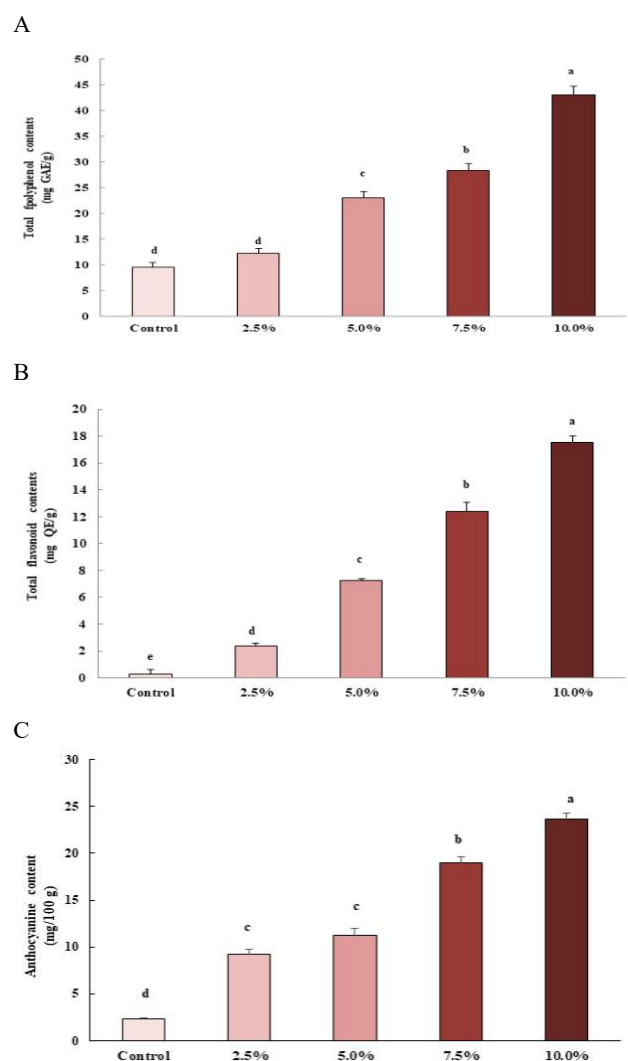 A
50
45
40
35
30
25
20
15
10
5
0
Total fpolyphenol contents
(mg GAE/g)
d
d
c
b
a
Control 2.5% 5.0% 7.5% 10.0%
B
20
18
16
14
12
10
8
6
4
2
0
Total flavonoid contents
(mg QE/g)
e
d
c
b
a
Control 2.5% 5.0% 7.5% 10.0%
C
30
25
20
15
10
5
0
Anthocyanine content
(mg/100 g)
d
c
c
b
a
Control 2.5% 5.0% 7.5% 10.0%